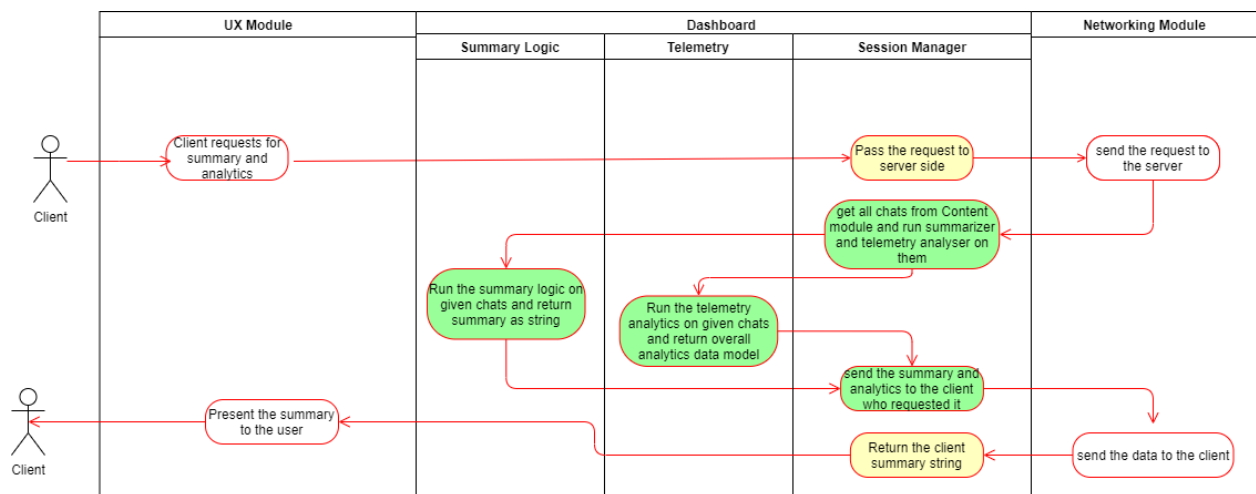 UX Module
Dashboard
Networking Module
Summary Logic
Telemetry
Session Manager
Client requests for
summary and
analytics
Pass the request to
server side
send the request to
the server
Client
get all chats from Content
module and run summarizer
and telemetry analyser on
them
Run the summary logic on
given chats and return
summary as string
Run the telemetry
analytics on given chats
and return overall
analytics data model
send the summary and
analytics to the client
who requested it
Present the summary
to the user
Return the client
summary string
send the data to the client
Client